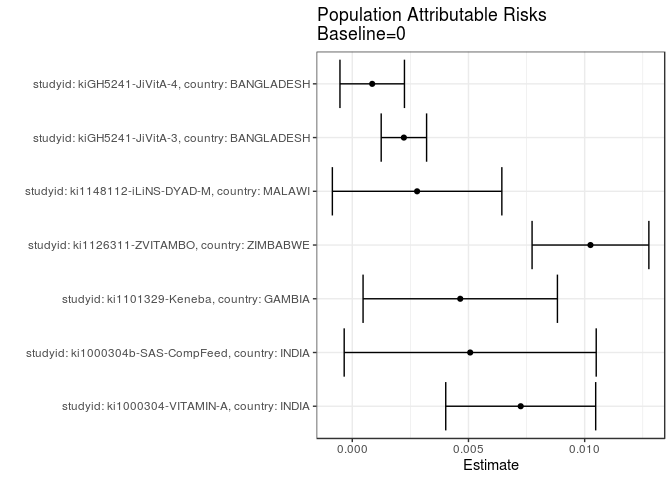 Population Attributable Risks
Baseline=0
studyid: kiGH5241-JiVitA-4, country: BANGLADESH
studyid: kiGH5241-JiVitA-3, country: BANGLADESH
studyid: ki1148112-iLiNS-DYAD-M, country: MALAWI
studyid: ki1126311-ZVITAMBO, country: ZIMBABWE
studyid: ki1101329-Keneba, country: GAMBIA
studyid: ki1000304b-SAS-CompFeed, country: INDIA
studyid: ki1000304-VITAMIN-A, country: INDIA
0.000 0.005 0.010
Estimate